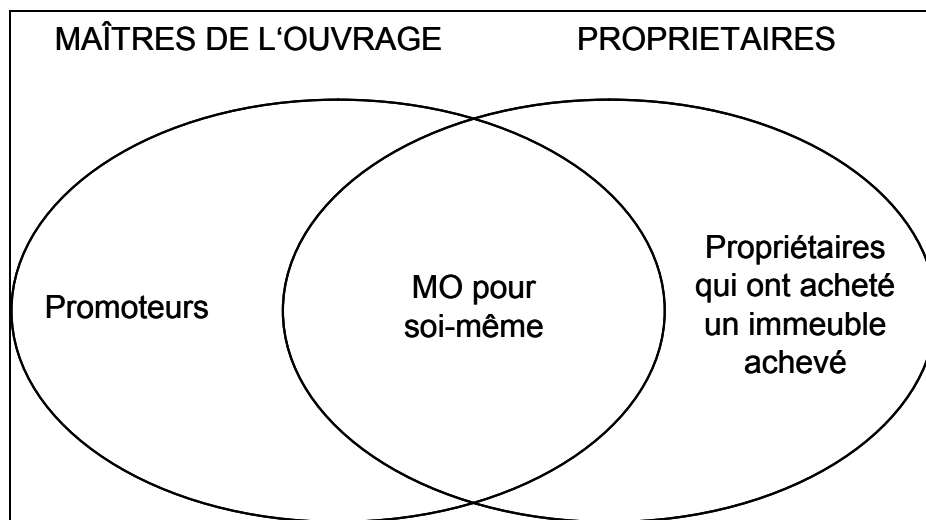 MAÎTRES DE L‘OUVRAGE
PROPRIETAIRES
Promoteurs
MO pour
soi-même
Propriétaires
qui ont acheté
un immeuble
achevé